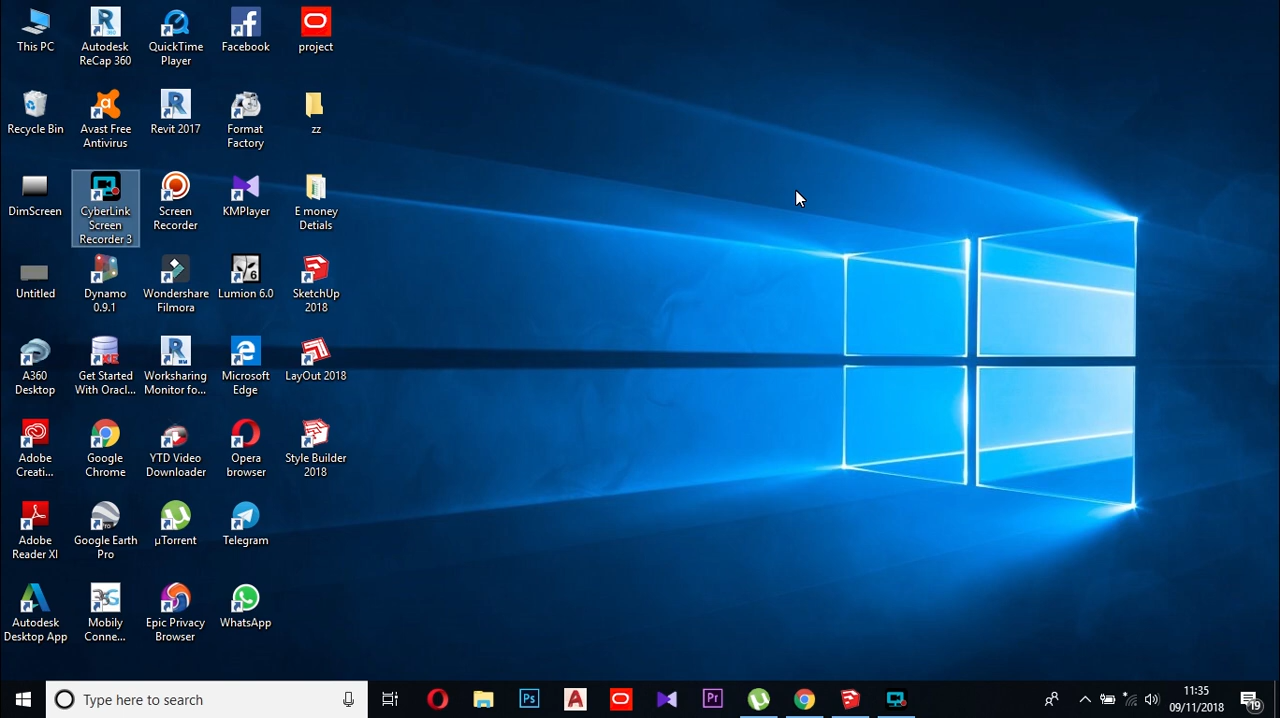 This PC
Autodesk
ReCap 360
QuickTime
Player
Facebook
project
Recycle Bin
Avast Free
Antivirus
Revit 2017
Format
Factory
zz
DimScreen
CyberLink
Screen
Recorder 3
Screen
Recorder
KMPlayer
E money
Detials
Untitled
Dynamo
0.9.1
Wondershare
Filmora
Lumion 6.0
SketchUp
2018
A360
Desktop
Get Started
With Oracl...
Worksharing
Monitor fo...
Microsoft
Edge
LayOut 2018
Adobe
Creati...
Google
Chrome
YTD Video
Downloader
Opera
browser
Style Builder
2018
Adobe
Reader XI
Google Earth
Pro
µTorrent
Telegram
Autodesk
Desktop App
Mobily
Conne...
Epic Privacy
Browser
WhatsApp
Type here to search
Ps
A
Pr
11:35
09/11/2018
19